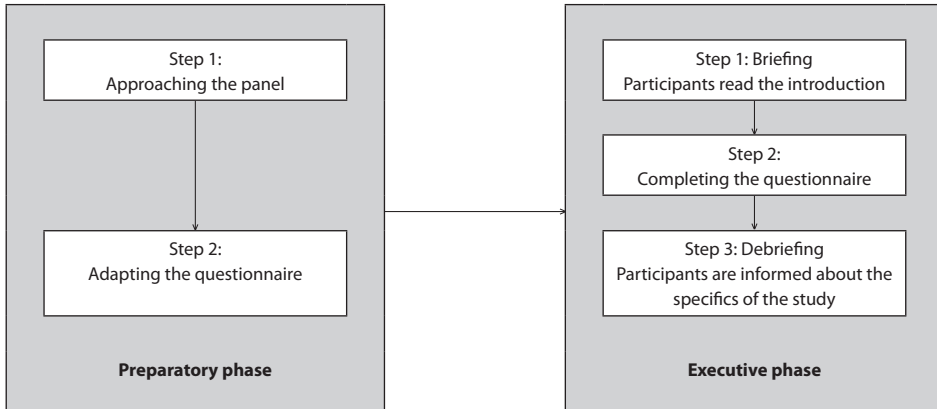 Step 1:
Approaching the panel
Step 2:
Adapting the questionnaire
Preparatory phase
Step 1: Briefing
Participants read the introduction
Step 2:
Completing the questionnaire
Step 3: Debriefing
Participants are informed about the
specifics of the study
Executive phase